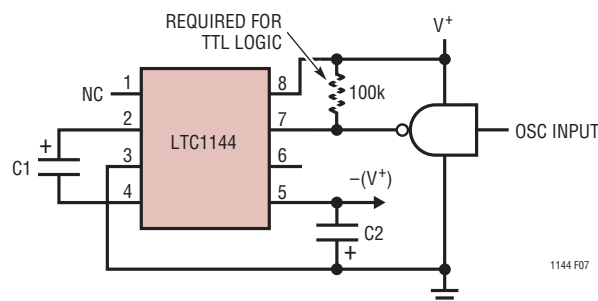 REQUIRED FOR
TTL LOGIC
V+
NC
1
8
100k
2
7
OSC INPUT
LTC1144
+
C1
3
6
4
5
−(V+)
C2
+
1144 F07